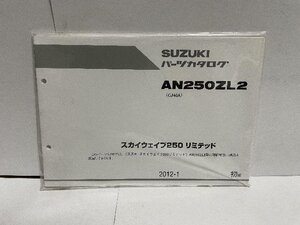 SUZUKI
パーツカタログ
AN250ZL2
(CJ46A)
スカイウェイブ250 リミテッド
2012-1
初版